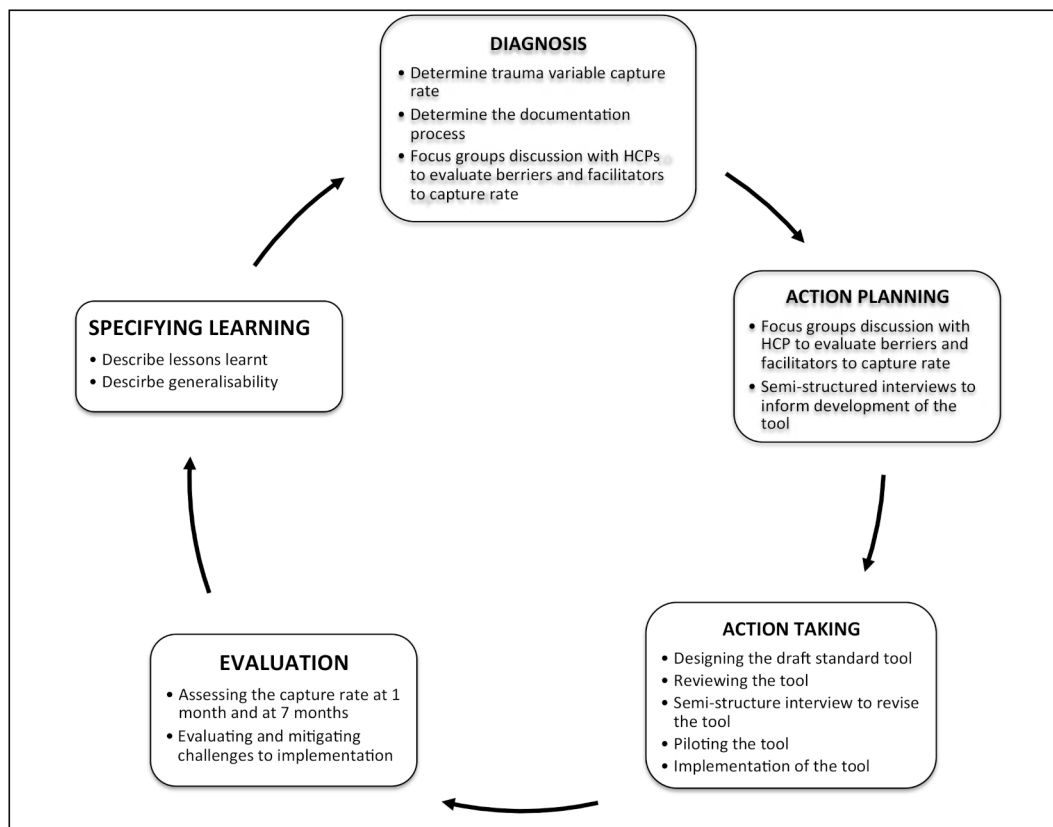 DIAGNOSIS
• Determine trauma variable capture
rate
• Determine the documentation
process
• Focus groups discussion with HCPs
to evaluate berriers and facilitators
to capture rate
ACTION PLANNING
• Focus groups discussion with
HCP to evaluate berriers and
facilitators to capture rate
• Semi-structured interviews to
inform development of the
tool
ACTION TAKING
• Designing the draft standard tool
• Reviewing the tool
• Semi-structure interview to revise
the tool
• Piloting the tool
• Implementation of the tool
EVALUATION
• Assessing the capture rate at 1
month and at 7 months
• Evaluating and mitigating
challenges to implementation
SPECIFYING LEARNING
• Describe lessons learnt
• Descirbe generalisability